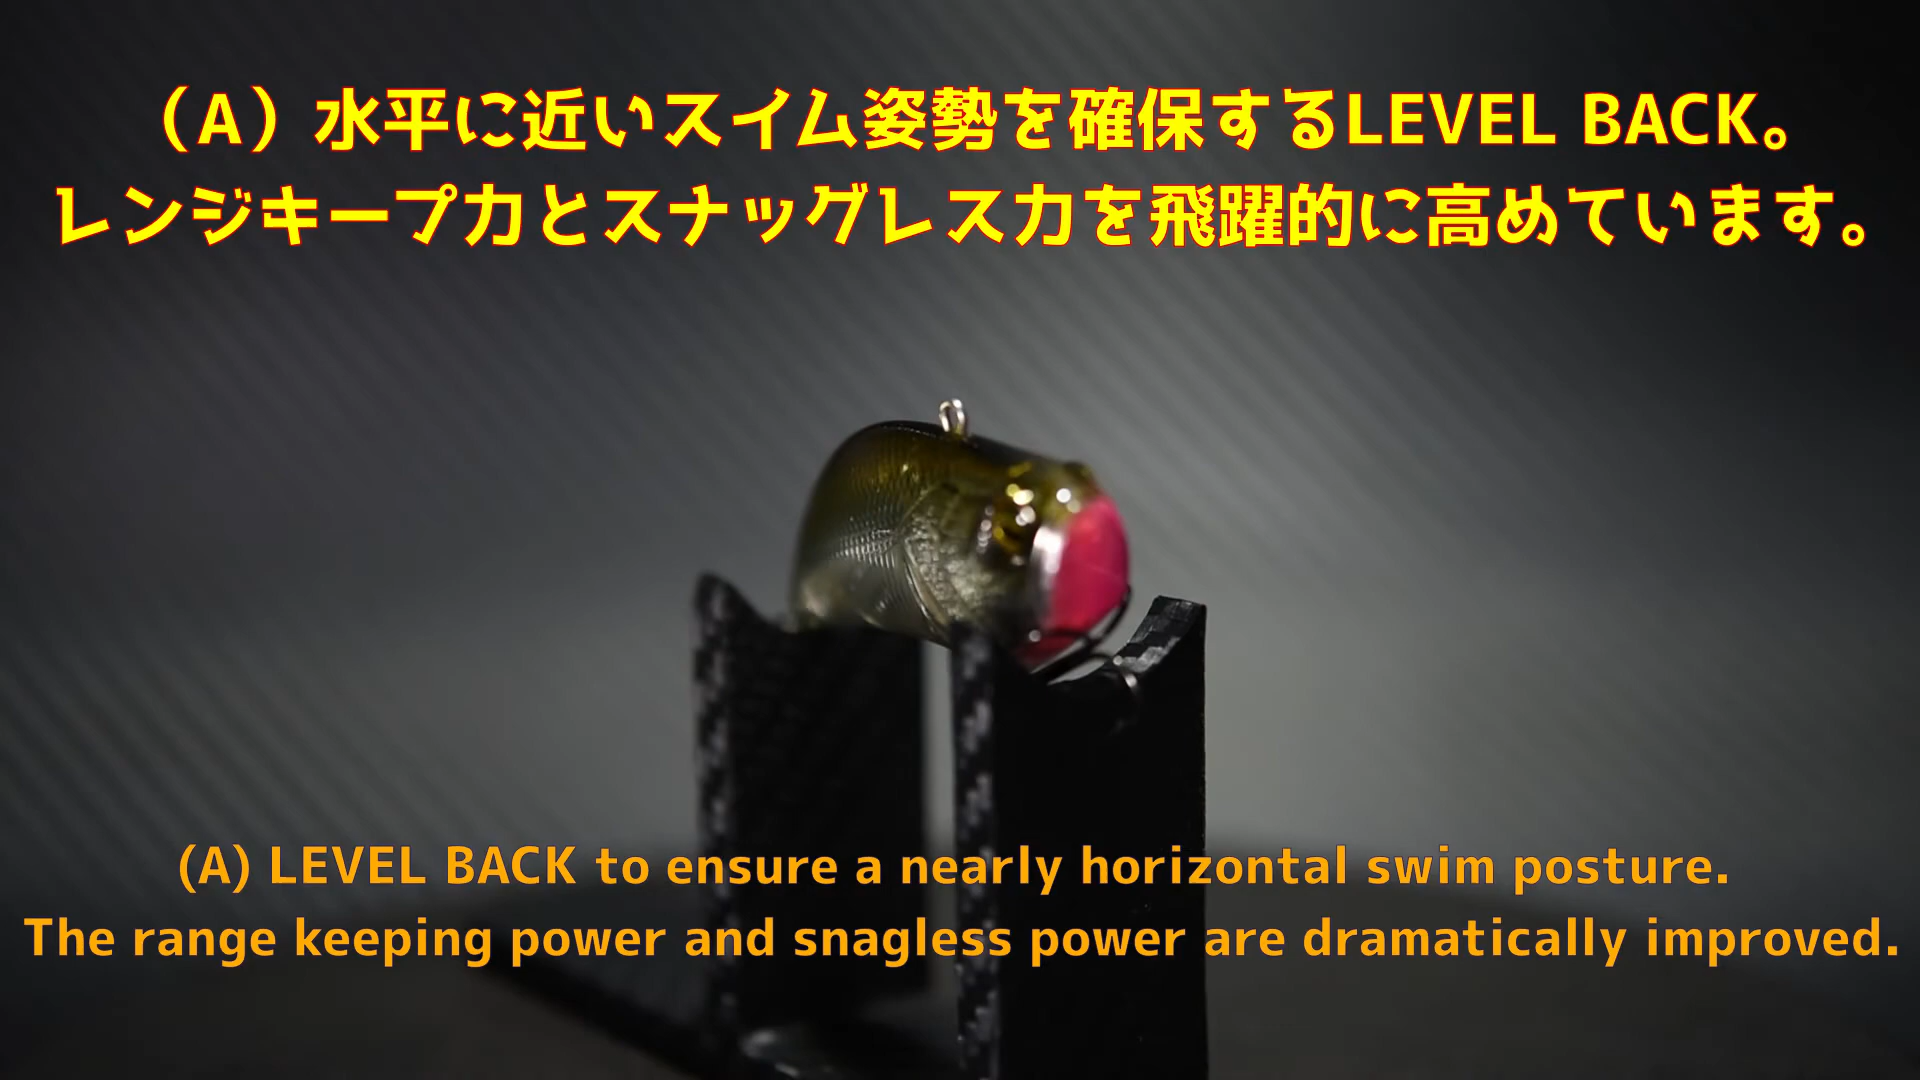 （A）水平に近いスイム姿勢を確保するLEVEL BACK。
レンジキープ力とスナッグレス力を飛躍的に高めています。
(A) LEVEL BACK to ensure a nearly horizontal swim posture.
The range keeping power and snagless power are dramatically improved.